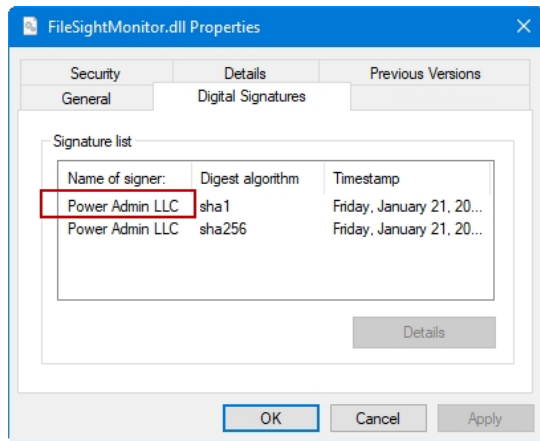 FileSightMonitor.dll Properties
Security Details Previous Versions
General Digital Signatures
Signature list
Name of signer: Digest algorithm Timestamp
Power Admin LLC sha1 Friday, January 21, 20...
Power Admin LLC sha256 Friday, January 21, 20...
Details
OK Cancel Apply